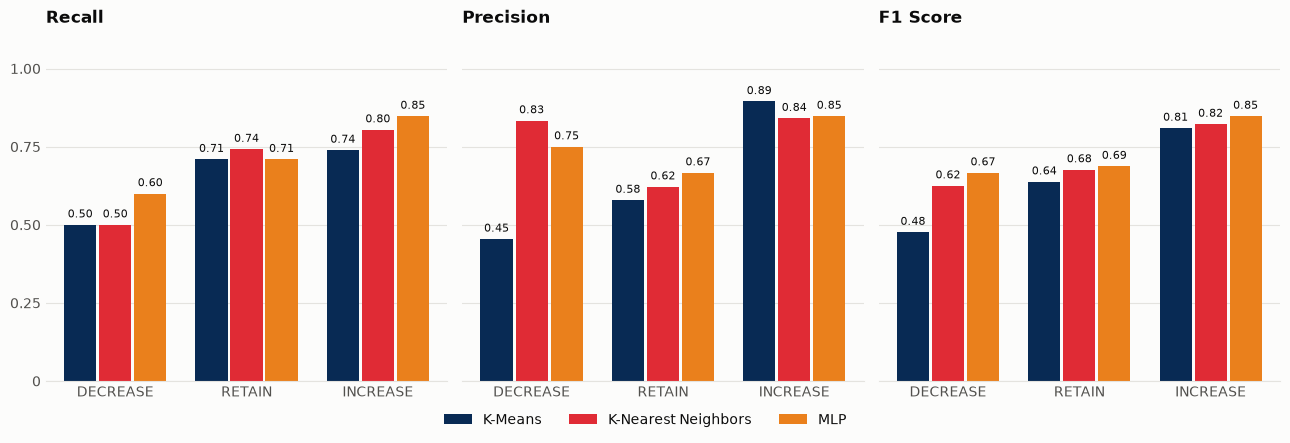 Recall
Precision
F1 Score
1.00
0.75
0.50
0.25
0
0.50 0.50 0.60
0.71 0.74 0.71
0.74 0.80 0.85
DECREASE RETAIN INCREASE
0.45 0.83 0.75
0.58 0.62 0.67
0.89 0.84 0.85
DECREASE RETAIN INCREASE
0.48 0.62 0.67
0.64 0.68 0.69
0.81 0.82 0.85
DECREASE RETAIN INCREASE
K-Means K-Nearest Neighbors MLP